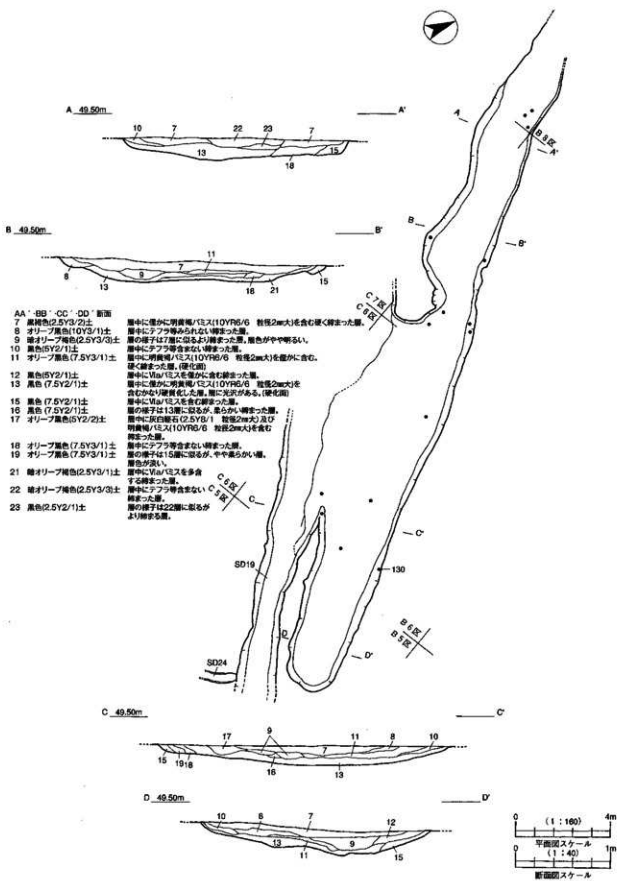 A 49.50m A'
10 7 22 23 7
13 18 15
B 49.50m B'
11
7
8 13 9 16 21 15
AA'・BB'・CC'・DD'断面
7 黒褐色(2.5Y3/2)土 層中に僅かに明黄褐パミス(10YR6/6 粒径2㎜大)を含む硬く締まった層。
8 オリーブ黒色(10Y3/1)土 層中にテフラ等みられない締まった層。
9 暗オリーブ褐色(2.5Y3/3)土 層の様子は7層に似るより締まった層。層色がやや明るい。
10 黒色(5Y2/1)土 層中にテフラ等含まない締まった層。
11 オリーブ黒色(7.5Y3/1)土 層中に明黄褐パミス(10YR6/6 粒径2㎜大)を僅かに含む。
硬く締まった層。(硬化面)
12 黒色(5Y2/1)土 層中にⅥaパミスを僅かに含む締まった層。
13 黒色(7.5Y2/1)土 層中に僅かに明黄褐パミス(10YR6/6 粒径2㎜大)を
含むかなり硬質化した層。層に光沢がある。(硬化面)
15 黒色(7.5Y2/1)土 層中にⅥaパミスを含む締まった層。
16 黒色(7.5Y2/1)土 層の様子は13層に似るが、柔らかい締まった層。
17 オリーブ黒色(5Y2/2)土 層中に灰白軽石(2.5Y8/1 粒径2㎜大)及び
明黄褐パミス(10YR6/6 粒径2㎜大)を含む
締まった層。
18 オリーブ黒色(7.5Y3/1)土 層中にテフラ等含まない締まった層。
19 オリーブ黒色(7.5Y3/1)土 層の様子は15層に似るが、やや柔らかい層。
層色が淡い。
21 暗オリーブ褐色(2.5Y3/1)土 層中にⅥaパミスを多含
する締まった層。
22 暗オリーブ褐色(2.5Y3/3)土 層中にテフラ等含まない
締まった層。
23 黒色(2.5Y2/1)土 層の様子は22層に似るが
より締まる層。
A
B8区
A'
B
B'
C7区
C6区
C6区
C5区
C
C'
SD19
130
B6区
B5区
D
D'
SD24
C 49.50m C'
9
17 11 8 10
7
15 19 18 16 13
D 49.50m D'
10 8 7 12
13 11 9 15
0 (1:160) 4m
平面図スケール
0 (1:40) 1m
断面図スケール